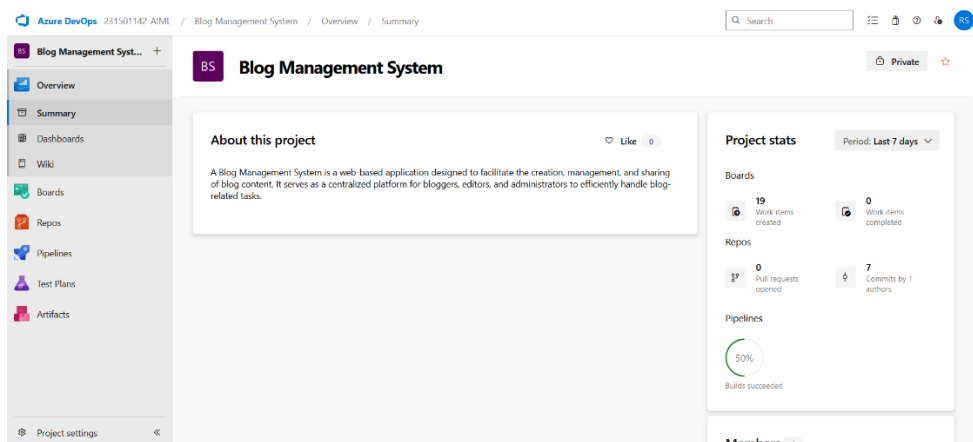 Azure DevOps 231501142-AIML / Blog Management System / Overview / Summary
Search
RS
BS Blog Management Syst... +
Overview
Summary
Dashboards
Wiki
Boards
Repos
Pipelines
Test Plans
Artifacts
Project settings
BS Blog Management System
Private
About this project
Like 0
A Blog Management System is a web-based application designed to facilitate the creation, management, and sharing
of blog content. It serves as a centralized platform for bloggers, editors, and administrators to efficiently handle blog-
related tasks.
Project stats
Period: Last 7 days
Boards
19
Work items
created
0
Work items
completed
Repos
0
Pull requests
opened
7
Commits by 1
authors
Pipelines
50%
Builds succeeded
Members